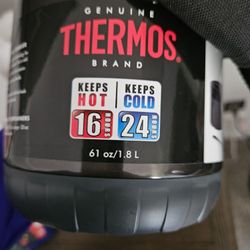 GENUINE
THERMOS®
BRAND
KEEPS HOT 16 HOURS
KEEPS COLD 24 HOURS
61 oz/1.8 L